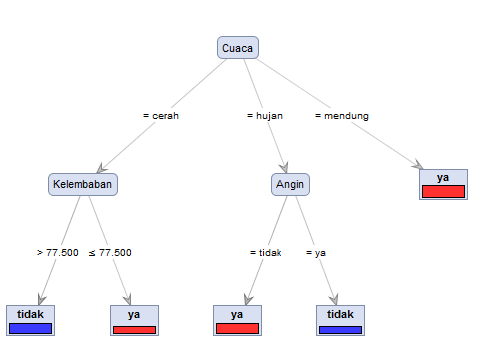 Cuaca
= cerah
= hujan
= mendung
Kelembaban
Angin
ya
> 77.500
≤ 77.500
= tidak
= ya
tidak
ya
ya
tidak